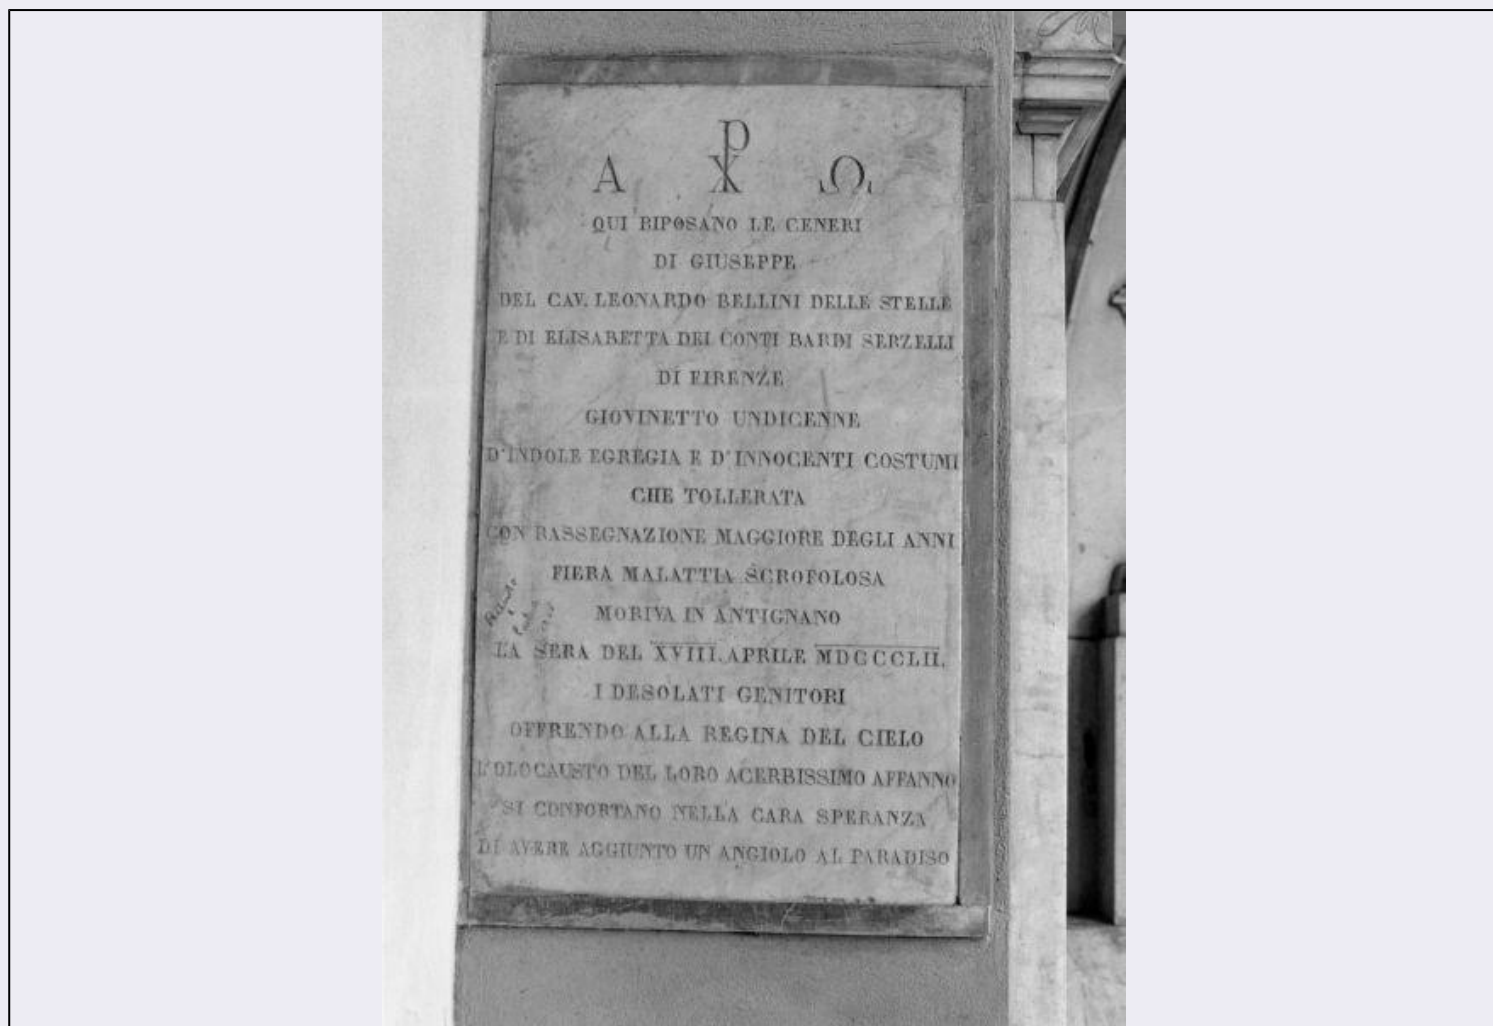 Α ☧ Ω
QUI RIPOSANO LE CENERI
DI GIUSEPPE
DEL CAV. LEONARDO BELLINI DELLE STELLE
E DI ELISABETTA DEI CONTI BARDI SERZELLI
DI FIRENZE
GIOVINETTO UNDICENNE
D'INDOLE EGREGIA E D'INNOCENTI COSTUMI
CHE TOLLERATA
CON RASSEGNAZIONE MAGGIORE DEGLI ANNI
FIERA MALATTIA SCROFOLOSA
MORIVA IN ANTIGNANO
LA SERA DEL XVIII. APRILE MDCCCLII.
I DESOLATI GENITORI
OFFRENDO ALLA REGINA DEL CIELO
L'OLOCAUSTO DEL LORO ACERBISSIMO AFFANNO
SI CONFORTANO NELLA CARA SPERANZA
DI AVERE AGGIUNTO UN ANGIOLO AL PARADISO